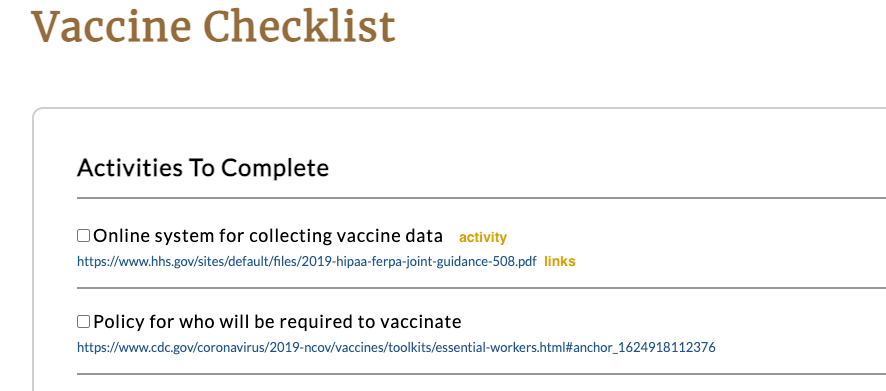 Vaccine Checklist
Activities To Complete
Online system for collecting vaccine data activity
https://www.hhs.gov/sites/default/files/2019-hipaa-ferpa-joint-guidance-508.pdf links
Policy for who will be required to vaccinate
https://www.cdc.gov/coronavirus/2019-ncov/vaccines/toolkits/essential-workers.html#anchor_1624918112376